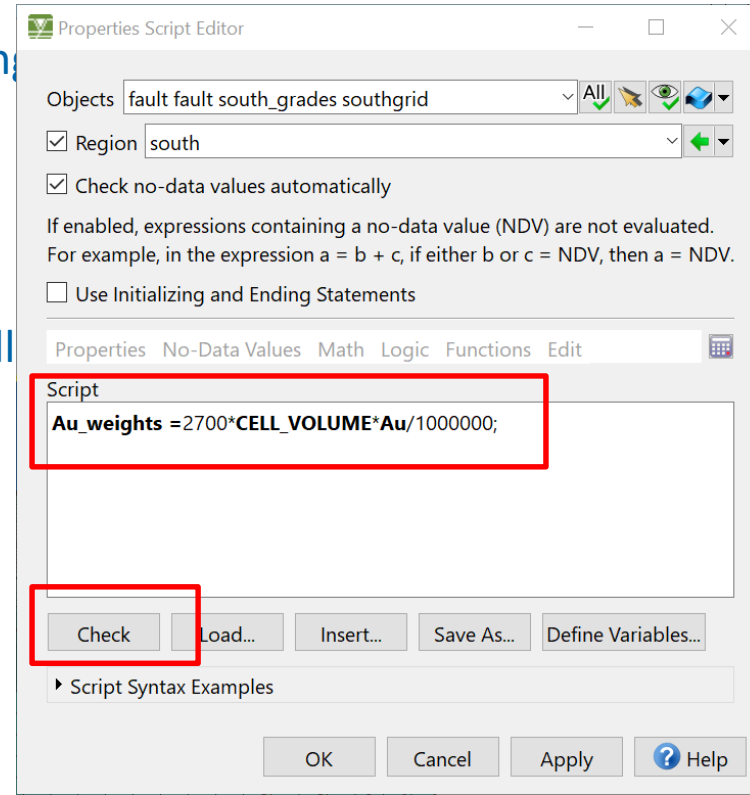 Properties Script Editor
Objects fault fault south_grades southgrid All
Region south
Check no-data values automatically
If enabled, expressions containing a no-data value (NDV) are not evaluated.
For example, in the expression a = b + c, if either b or c = NDV, then a = NDV.
Use Initializing and Ending Statements
Properties No-Data Values Math Logic Functions Edit
Script
Au_weights =2700*CELL_VOLUME*Au/1000000;
Check Load... Insert... Save As... Define Variables...
Script Syntax Examples
OK Cancel Apply Help